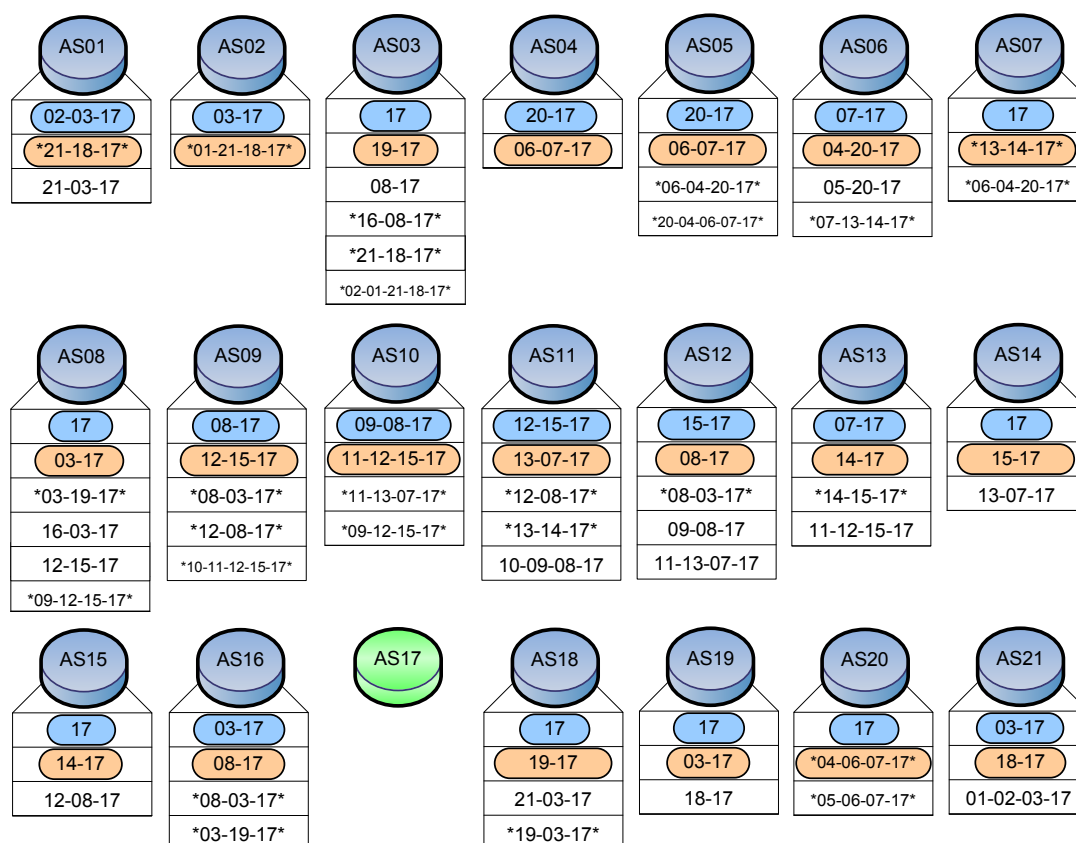 AS01 AS02 AS03 AS04 AS05 AS06 AS07
02-03-17 03-17 17 20-17 20-17 07-17 17
*21-18-17* *01-21-18-17* 19-17 06-07-17 06-07-17 04-20-17 *13-14-17*
21-03-17 08-17 *06-04-20-17* 05-20-17 *06-04-20-17*
*16-08-17* *20-04-06-07-17* *07-13-14-17*
*21-18-17*
*02-01-21-18-17*
AS08 AS09 AS10 AS11 AS12 AS13 AS14
17 08-17 09-08-17 12-15-17 15-17 07-17 17
03-17 12-15-17 11-12-15-17 13-07-17 08-17 14-17 15-17
*03-19-17* *08-03-17* *11-13-07-17* *12-08-17* *08-03-17* *14-15-17* 13-07-17
16-03-17 *12-08-17* *09-12-15-17* *13-14-17* 09-08-17 11-12-15-17
12-15-17 *10-11-12-15-17* 10-09-08-17 11-13-07-17
*09-12-15-17*
AS15 AS16 AS17 AS18 AS19 AS20 AS21
17 03-17 17 17 17 03-17
14-17 08-17 19-17 03-17 *04-06-07-17* 18-17
12-08-17 *08-03-17* 21-03-17 18-17 *05-06-07-17* 01-02-03-17
*03-19-17* *19-03-17*